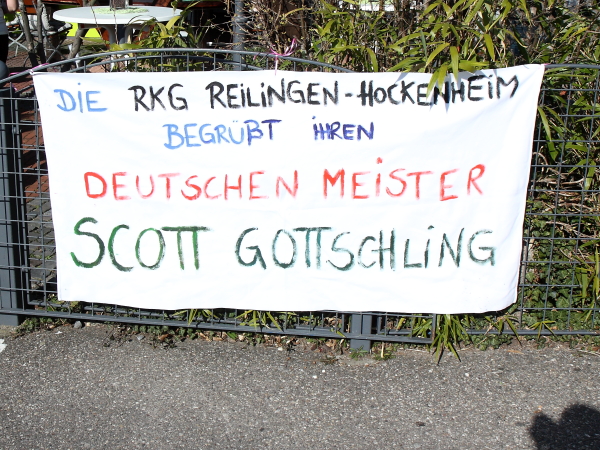 DIE RKG REILINGEN-HOCKENHEIM
BEGRÜßT IHREN
DEUTSCHEN MEISTER
SCOTT GOTTSCHLING